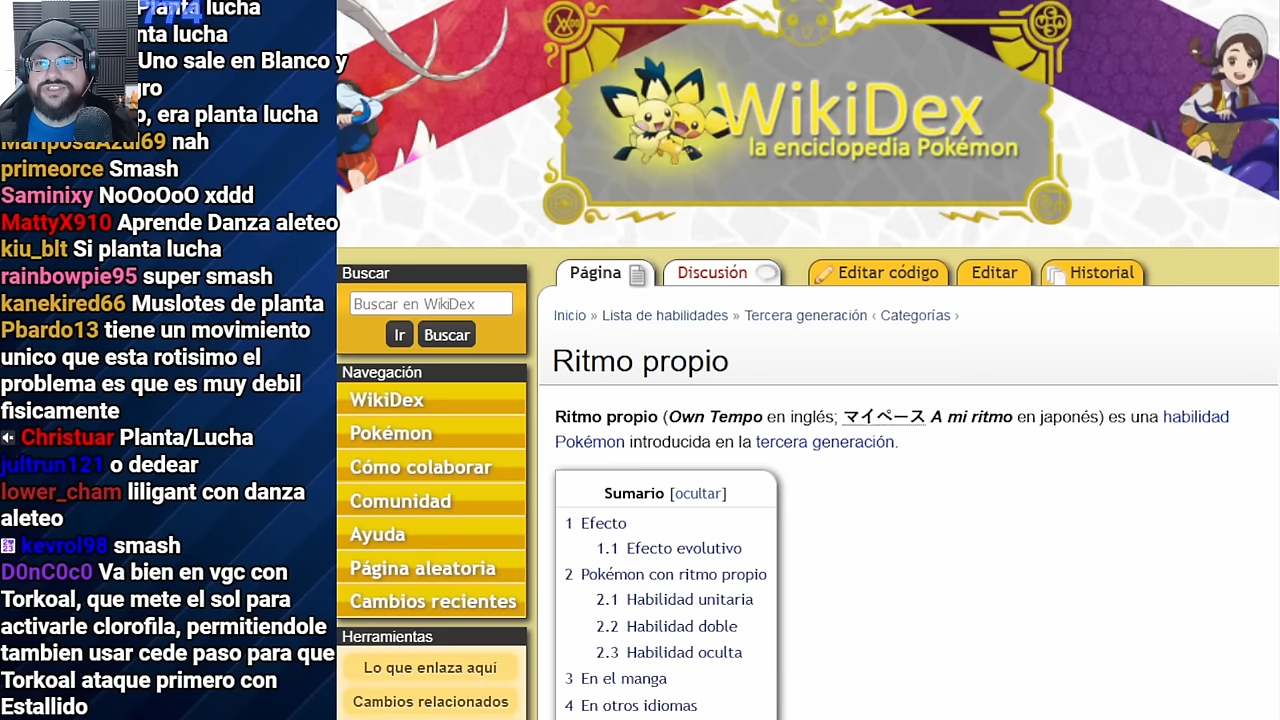 Planta lucha
774
nta lucha
Uno sale en Blanco y
gro
o, era planta lucha
MariposaAzul69 nah
primeorce Smash
Saminixy NoOoOoO xddd
MattyX910 Aprende Danza aleteo
kiu_blt Si planta lucha
rainbowpie95 super smash
kanekired66 Muslotes de planta
Pbardo13 tiene un movimiento
unico que esta rotisimo el
problema es que es muy debil
fisicamente
Christuar Planta/Lucha
jultrun121 o dedear
lower_cham liligant con danza
aleteo
kevrol98 smash
D0nC0c0 Va bien en vgc con
Torkoal, que mete el sol para
activarle clorofila, permitiendole
tambien usar cede paso para que
Torkoal ataque primero con
Estallido
WikiDex
la enciclopedia Pokémon
Buscar
Buscar en WikiDex
Ir Buscar
Navegación
WikiDex
Pokémon
Cómo colaborar
Comunidad
Ayuda
Página aleatoria
Cambios recientes
Herramientas
Lo que enlaza aquí
Cambios relacionados
Página Discusión Editar código Editar Historial
Inicio » Lista de habilidades » Tercera generación ‹ Categorías ›
Ritmo propio
Ritmo propio (Own Tempo en inglés; マイペース A mi ritmo en japonés) es una habilidad
Pokémon introducida en la tercera generación.
Sumario [ocultar]
1 Efecto
1.1 Efecto evolutivo
2 Pokémon con ritmo propio
2.1 Habilidad unitaria
2.2 Habilidad doble
2.3 Habilidad oculta
3 En el manga
4 En otros idiomas